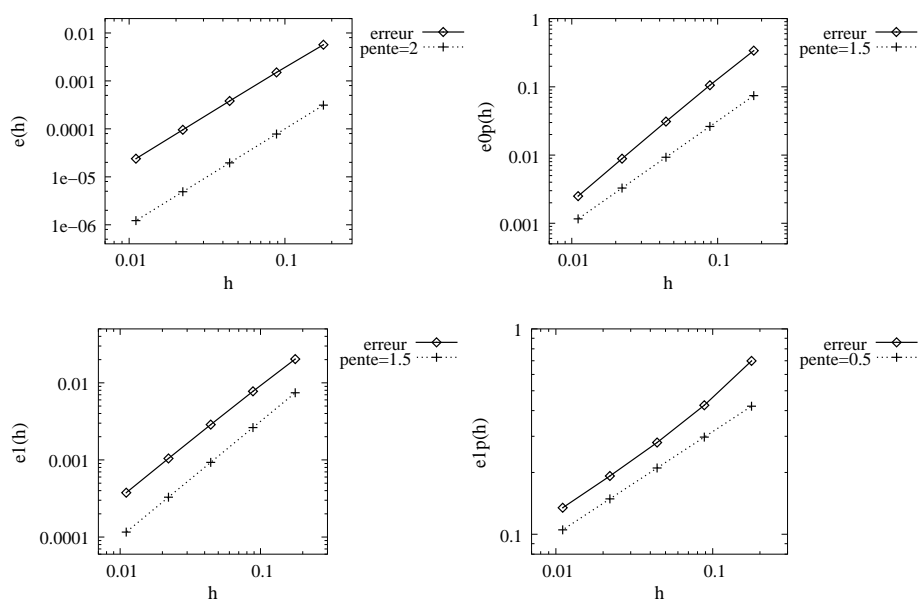 0.01
0.001
0.0001
1e-05
1e-06
0.01
0.1
e(h)
h
erreur
pente=2
1
0.1
0.01
0.001
0.01
0.1
e0p(h)
h
erreur
pente=1.5
0.01
0.001
0.0001
0.01
0.1
e1(h)
h
erreur
pente=1.5
1
0.1
0.01
0.1
e1p(h)
h
erreur
pente=0.5